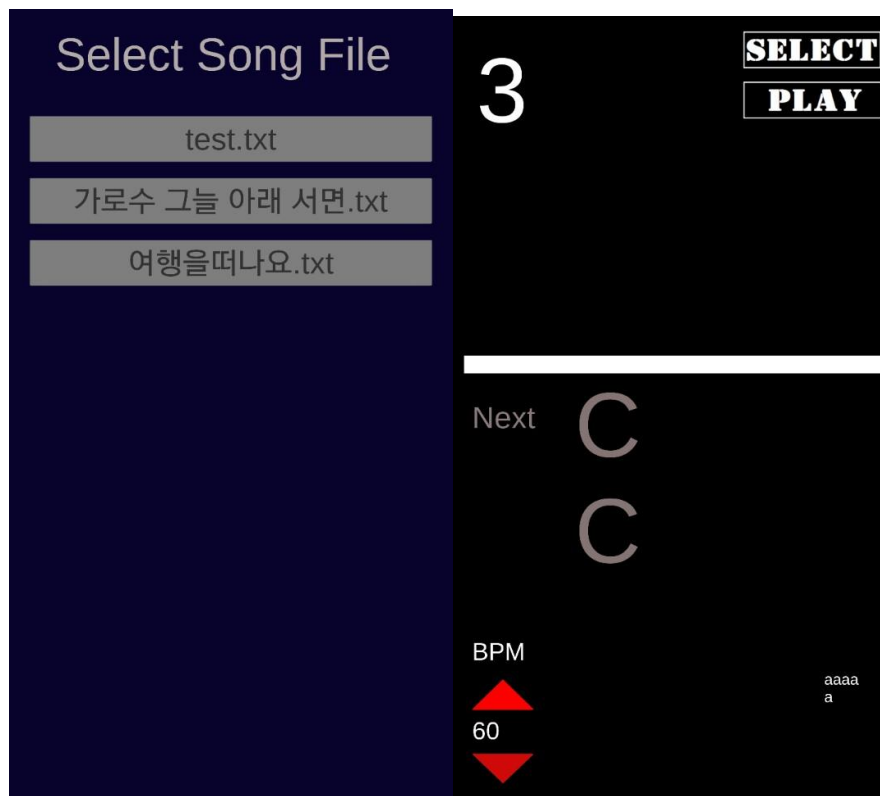 Select Song File
test.txt
가로수 그늘 아래 서면.txt
여행을떠나요.txt
3
SELECT
PLAY
Next
C
C
BPM
60
aaaa
a